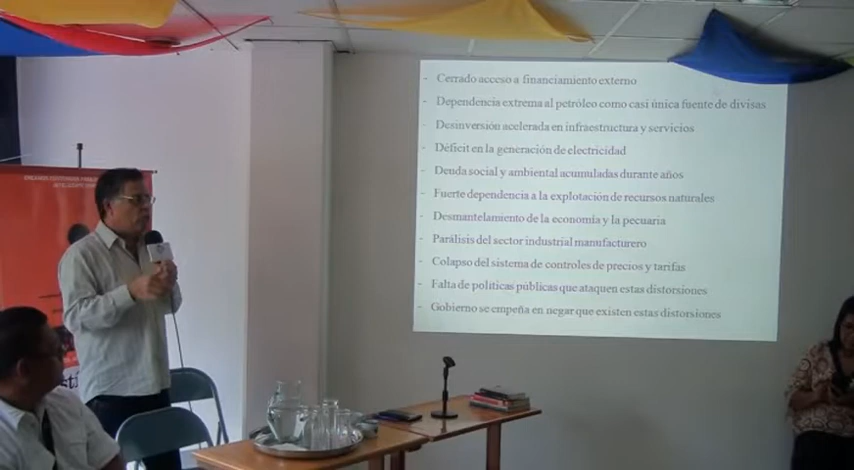 - Cerrado acceso a financiamiento externo
- Dependencia extrema al petróleo como casi única fuente de divisas
Desinversión acelerada en infraestructura y servicios
- Déficit en la generación de electricidad
- Deuda social y ambiental acumuladas durante años
- Fuerte dependencia a la explotación de recursos naturales
- Desmantelamiento de la economía y la pecuaria
- Parálisis del sector industrial manufacturero
- Colapso del sistema de controles de precios y tarifas
- Falta de políticas públicas que ataquen estas distorsiones
- Gobierno se empeña en negar que existen estas distorsiones